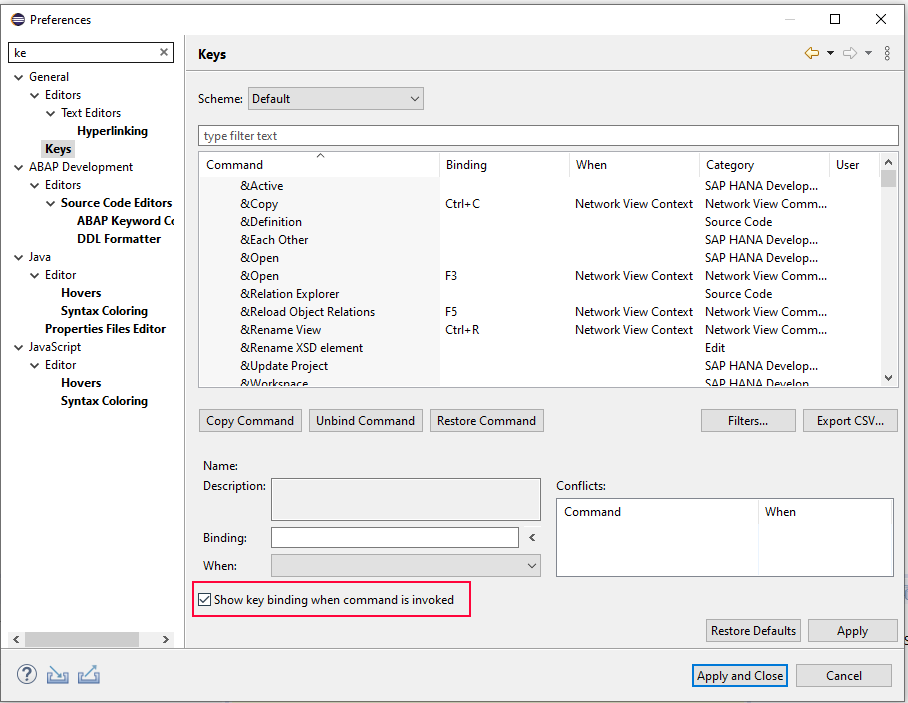 Preferences
ke
Keys
General
Editors
Text Editors
Hyperlinking
Keys
ABAP Development
Editors
Source Code Editors
ABAP Keyword Co
DDL Formatter
Java
Editor
Hovers
Syntax Coloring
Properties Files Editor
JavaScript
Editor
Hovers
Syntax Coloring
Scheme: Default
type filter text
Command Binding When Category User
&Active SAP HANA Develop...
&Copy Ctrl+C Network View Context Network View Comm...
&Definition Source Code
&Each Other SAP HANA Develop...
&Open SAP HANA Develop...
&Open F3 Network View Context Network View Comm...
&Relation Explorer Source Code
&Reload Object Relations F5 Network View Context Network View Comm...
&Rename View Ctrl+R Network View Context Network View Comm...
&Rename XSD element Edit
&Update Project SAP HANA Develop...
&Workspace SAP HANA Develop
Copy Command Unbind Command Restore Command Filters... Export CSV...
Name:
Description: Conflicts:
Command When
Binding:
When:
Show key binding when command is invoked
Restore Defaults Apply
Apply and Close Cancel